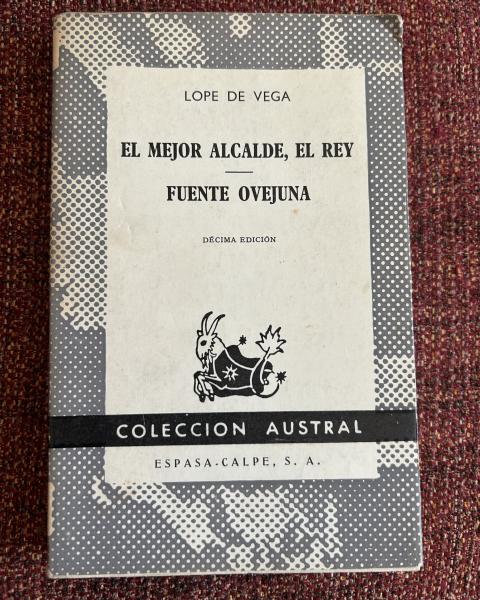 LOPE DE VEGA
EL MEJOR ALCALDE, EL REY
FUENTE OVEJUNA
DÉCIMA EDICIÓN
COLECCION AUSTRAL
ESPASA-CALPE, S. A.